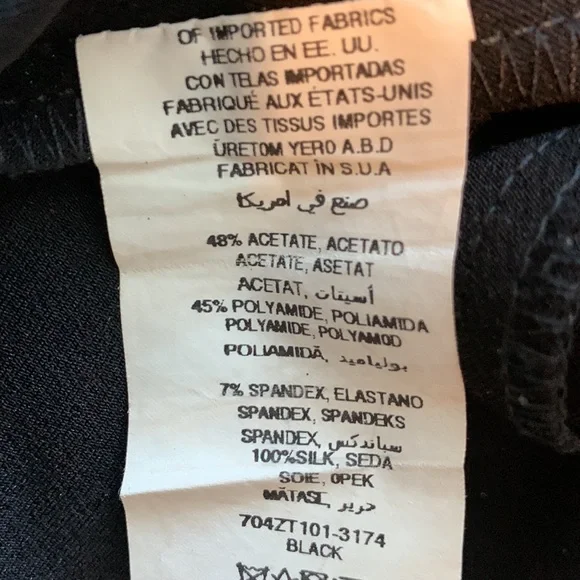 OF IMPORTED FABRICS
HECHO EN EE. UU.
CON TELAS IMPORTADAS
FABRIQUÉ AUX ÉTATS-UNIS
AVEC DES TISSUS IMPORTES
ÜRETOM YERO A.B.D
FABRICAT ÎN S.U.A
صنع في امريكا
48% ACETATE, ACETATO
ACETATE, ASETAT
ACETAT, أسيتات
45% POLYAMIDE, POLIAMIDA
POLYAMIDE, POLYAMOD
POLIAMIDĂ, بولياميد
7% SPANDEX, ELASTANO
SPANDEX, SPANDEKS
SPANDEX, سباندكس
100%SILK, SEDA
SOIE, 0PEK
MĂTASE, حرير
704ZT101-3174
BLACK